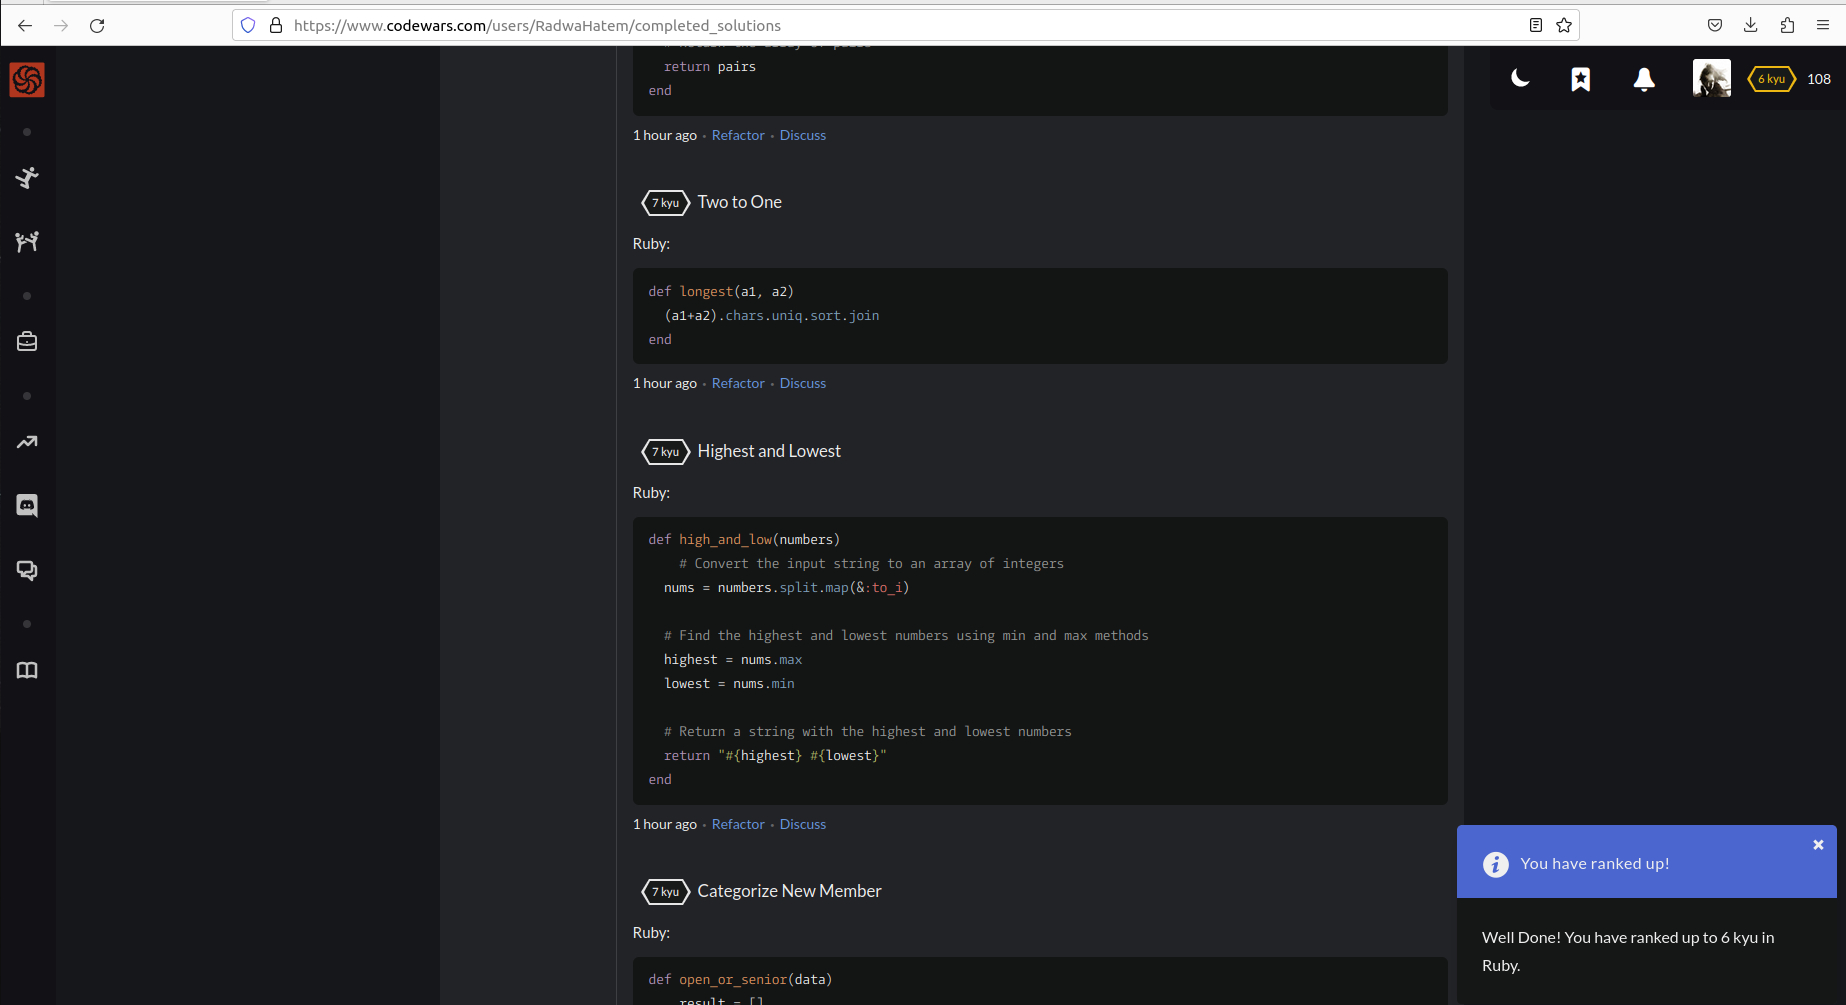 https://www.codewars.com/users/RadwaHatem/completed_solutions
6 kyu
108
return pairs
end
1 hour ago • Refactor • Discuss
7 kyu Two to One
Ruby:
def longest(a1, a2)
  (a1+a2).chars.uniq.sort.join
end
1 hour ago • Refactor • Discuss
7 kyu Highest and Lowest
Ruby:
def high_and_low(numbers)
    # Convert the input string to an array of integers
  nums = numbers.split.map(&:to_i)
  # Find the highest and lowest numbers using min and max methods
  highest = nums.max
  lowest = nums.min
  # Return a string with the highest and lowest numbers
  return "#{highest} #{lowest}"
end
1 hour ago • Refactor • Discuss
7 kyu Categorize New Member
Ruby:
def open_or_senior(data)
    result = []
You have ranked up!
Well Done! You have ranked up to 6 kyu in
Ruby.